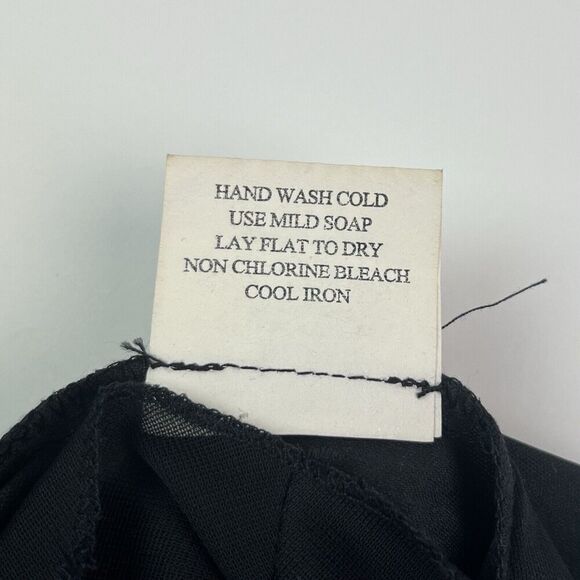 HAND WASH COLD
USE MILD SOAP
LAY FLAT TO DRY
NON CHLORINE BLEACH
COOL IRON